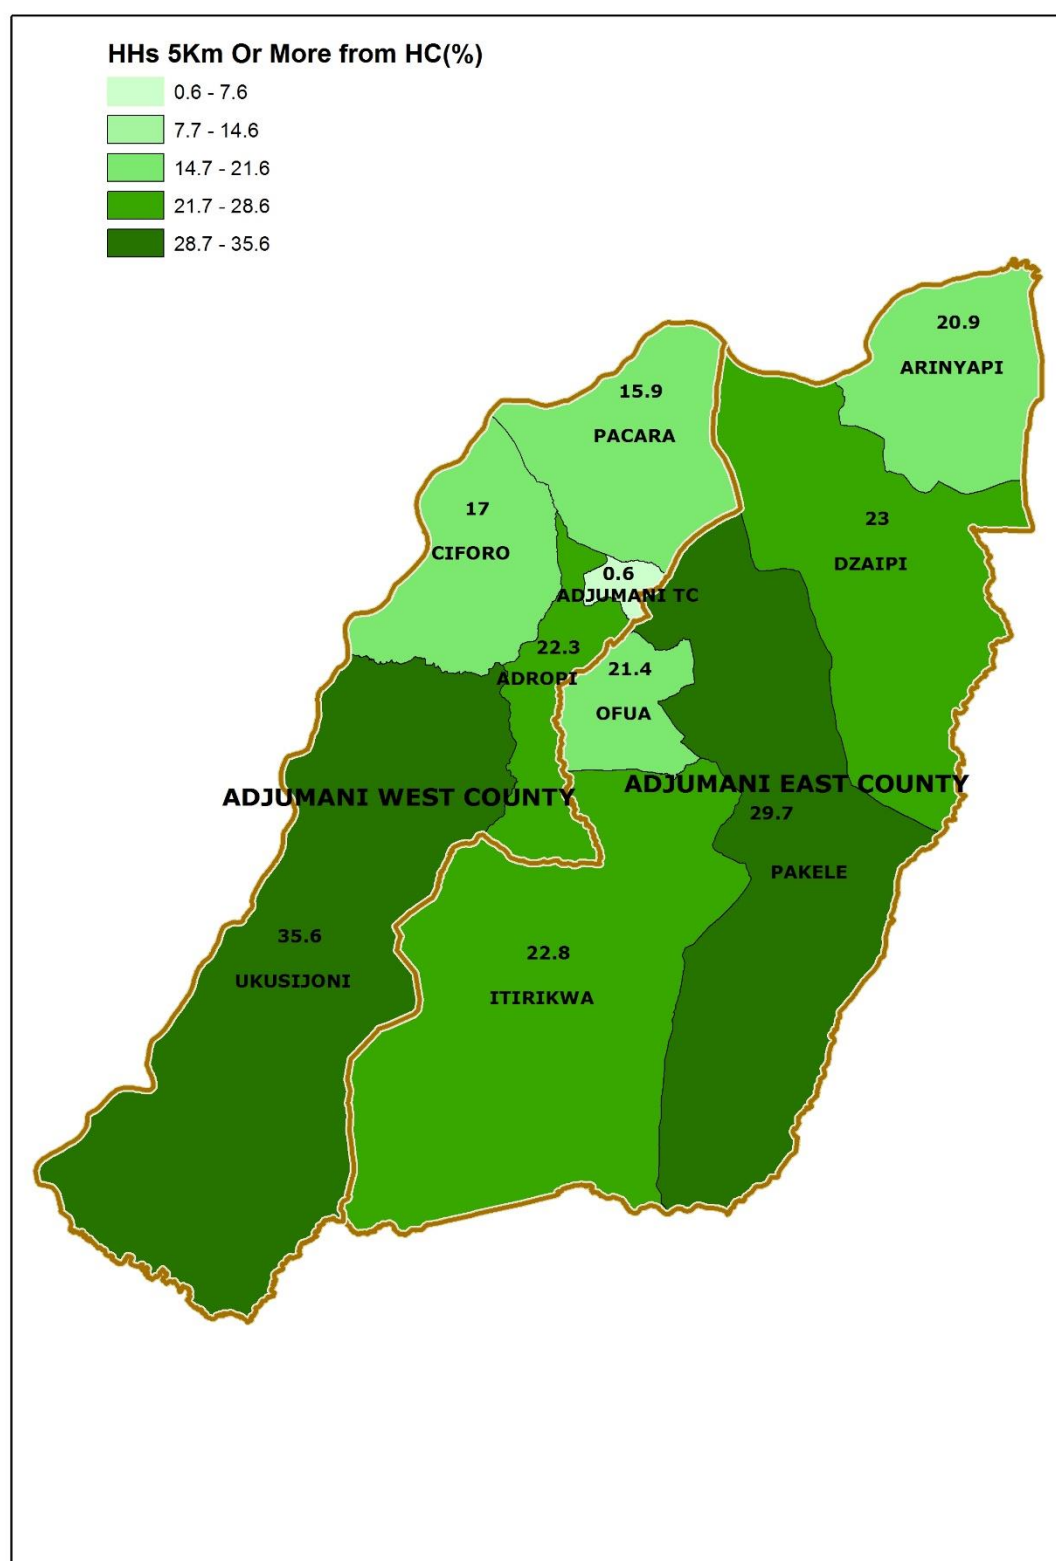 HHs 5Km Or More from HC(%)
0.6 - 7.6
7.7 - 14.6
14.7 - 21.6
21.7 - 28.6
28.7 - 35.6
20.9
ARINYAPI
15.9
PACARA
17
CIFORO
23
DZAIPI
0.6
ADJUMANI TC
22.3
ADROPI
21.4
OFUA
ADJUMANI WEST COUNTY
ADJUMANI EAST COUNTY
29.7
PAKELE
35.6
UKUSIJONI
22.8
ITIRIKWA